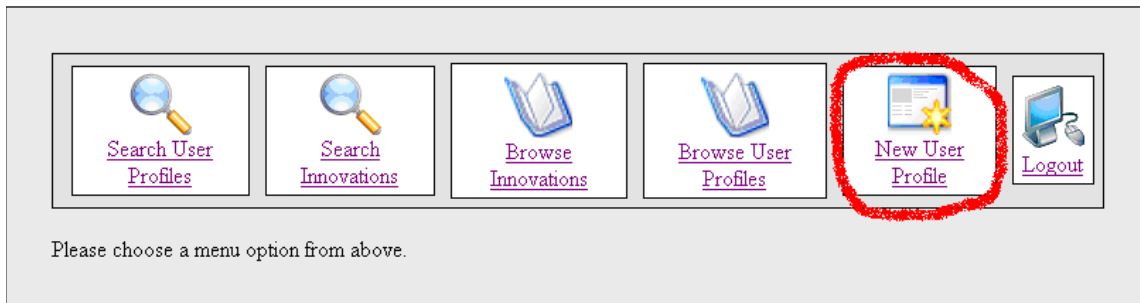 Search User
Profiles
Search
Innovations
Browse
Innovations
Browse User
Profiles
New User
Profile
Logout
Please choose a menu option from above.